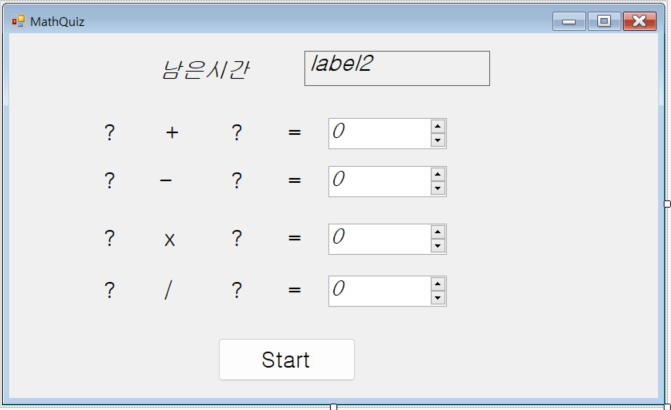 MathQuiz
남은시간 label2
? + ? = 0
? - ? = 0
? x ? = 0
? / ? = 0
Start